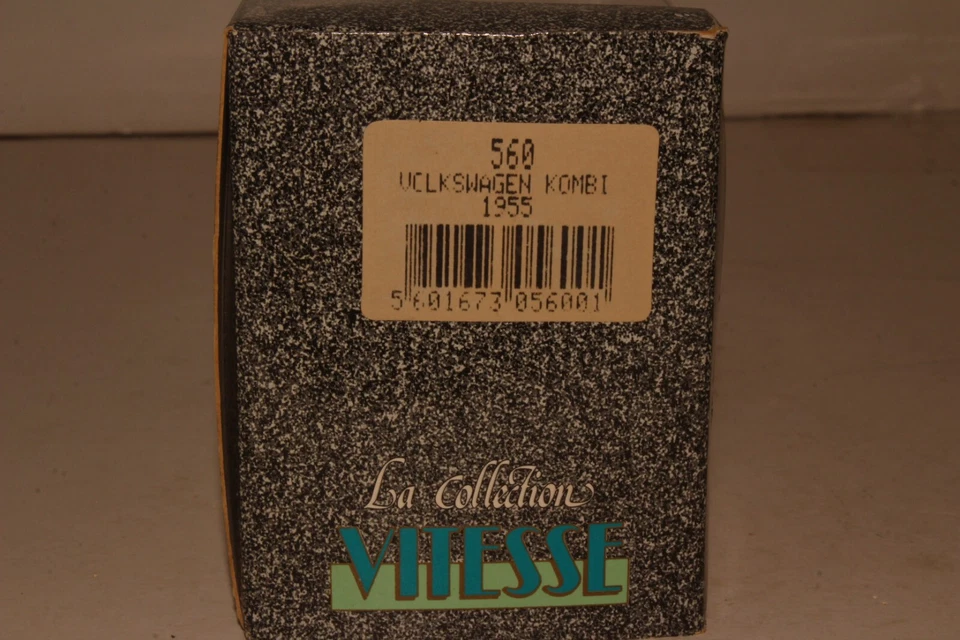 560
VOLKSWAGEN KOMBI
1955
5 601673 056001
La Collection
VITESSE